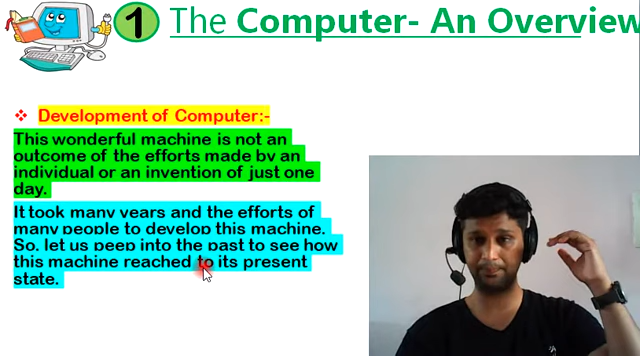 1 The Computer- An Overview
❖ Development of Computer:-
This wonderful machine is not an
outcome of the efforts made by an
individual or an invention of just one
day.
It took many years and the efforts of
many people to develop this machine.
So, let us peep into the past to see how
this machine reached to its present
state.